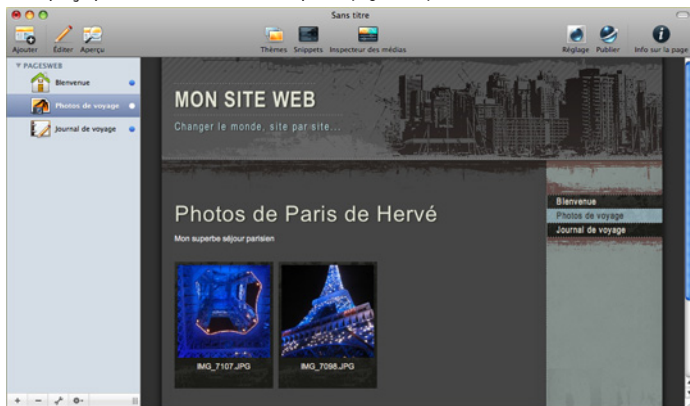 Sans titre
Ajouter Éditer Aperçu Thèmes Snippets Inspecteur des médias Réglage Publier Info sur la page
PAGESWEB
Bienvenue
Photos de voyage
Journal de voyage
MON SITE WEB
Changer le monde, site par site...
Photos de Paris de Hervé
Mon superbe séjour parisien
IMG_7107.JPG IMG_7098.JPG
Bienvenue
Photos de voyage
Journal de voyage